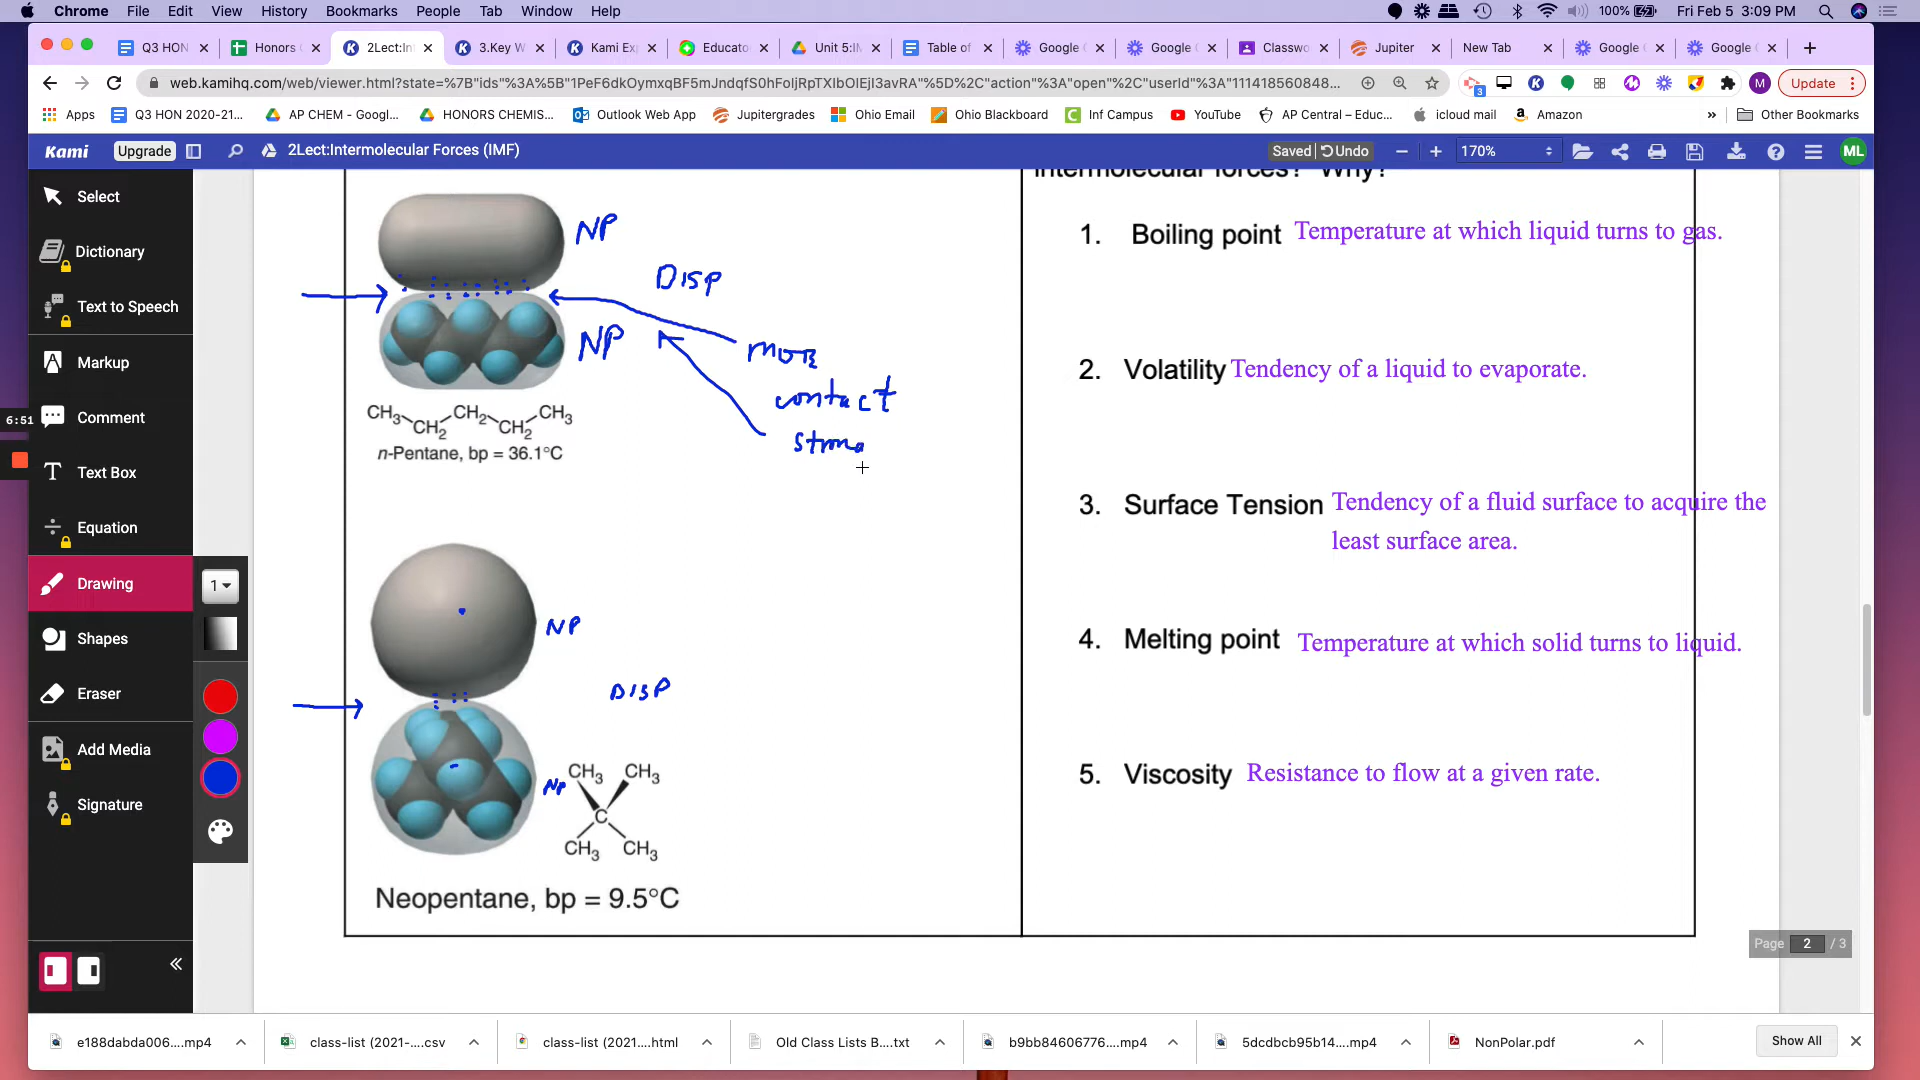 Chrome File Edit View History Bookmarks People Tab Window Help 100% Fri Feb 5 3:09 PM
Q3 HON
Honors
2Lect:Int
3.Key W
Kami Exp
Educator
Unit 5:IM
Table of
Google
Google
Classwo
Jupiter
New Tab
Google
Google
web.kamihq.com/web/viewer.html?state=%7B"ids"%3A%5B"1PeF6dkOymxqBF5mJndqfS0hFoljRpTXIbOIEjI3avRA"%5D%2C"action"%3A"open"%2C"userId"%3A"111418560848...
3
M
Update
Apps
Q3 HON 2020-21...
AP CHEM - Googl...
HONORS CHEMIS...
Outlook Web App
Jupitergrades
Ohio Email
Ohio Blackboard
Inf Campus
YouTube
AP Central – Educ...
icloud mail
Amazon
»
Other Bookmarks
Kami
Upgrade
2Lect:Intermolecular Forces (IMF)
Saved Undo
170%
ML
Select
Dictionary
Text to Speech
Markup
Comment
Text Box
Equation
Drawing
Shapes
Eraser
Add Media
Signature
6:51
1
NP
DISP
NP
contact
CH3 CH2 CH3
CH2 CH2
n-Pentane, bp = 36.1°C
NP
DISP
NP
CH3 CH3
C
CH3 CH3
Neopentane, bp = 9.5°C
intermolecular forces? Why?
1. Boiling point Temperature at which liquid turns to gas.
2. Volatility Tendency of a liquid to evaporate.
3. Surface Tension Tendency of a fluid surface to acquire the
least surface area.
4. Melting point Temperature at which solid turns to liquid.
5. Viscosity Resistance to flow at a given rate.
Page 2 / 3
e188dabda006....mp4
class-list (2021-....csv
class-list (2021....html
Old Class Lists B....txt
b9bb84606776....mp4
5dcdbcb95b14....mp4
NonPolar.pdf
Show All